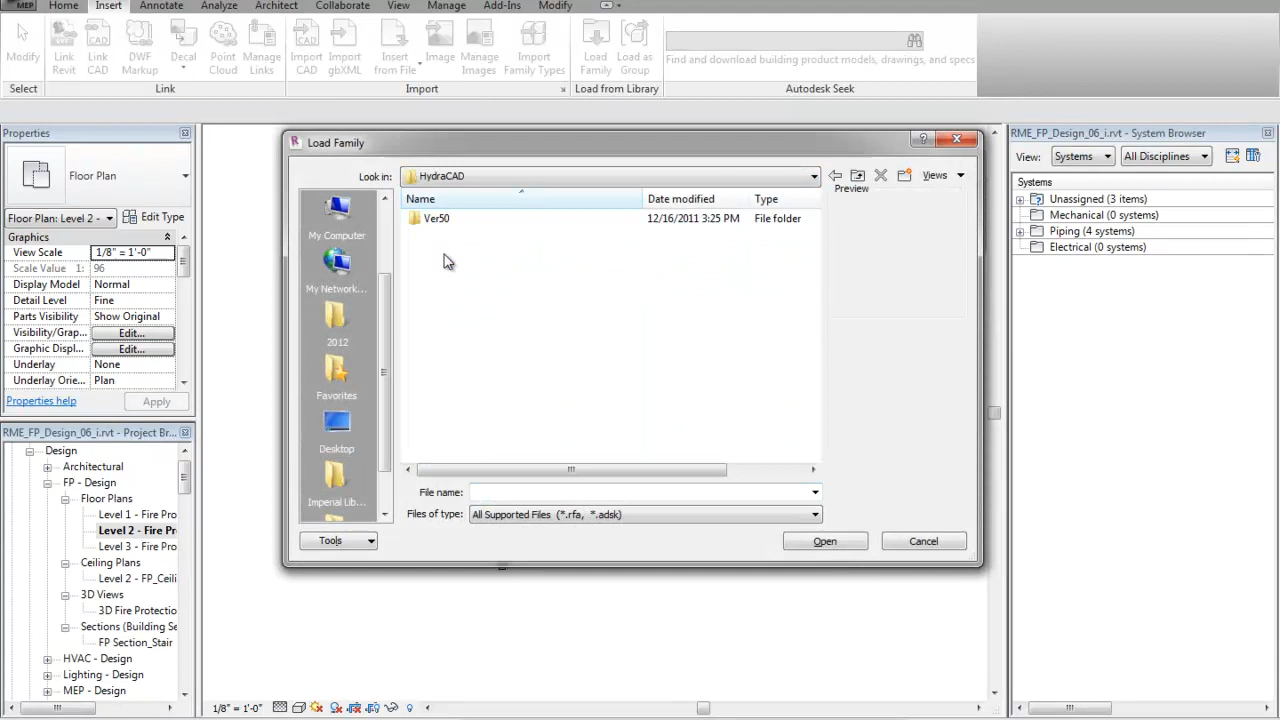 MEP
Home Insert Annotate Analyze Architect Collaborate View Manage Add-Ins Modify
Modify
Link Revit
Link CAD
DWF Markup
Decal
Point Cloud
Manage Links
Import CAD
Import gbXML
Insert from File
Image
Manage Images
Import Family Types
Load Family
Load as Group
Find and download building product models, drawings, and specs
Select Link Import Load from Library Autodesk Seek
Properties
Floor Plan
Floor Plan: Level 2 - Edit Type
Graphics
View Scale 1/8" = 1'-0"
Scale Value 1: 96
Display Model Normal
Detail Level Fine
Parts Visibility Show Original
Visibility/Grap... Edit...
Graphic Displ... Edit...
Underlay None
Underlay Orie... Plan
Properties help Apply
RME_FP_Design_06_i.rvt - Project Br...
Design
Architectural
FP - Design
Floor Plans
Level 1 - Fire Pro
Level 2 - Fire Pr
Level 3 - Fire Pro
Ceiling Plans
Level 2 - FP_Ceili
3D Views
3D Fire Protectio
Sections (Building Se
FP Section_Stair
HVAC - Design
Lighting - Design
MEP - Design
Load Family
Look in: HydraCAD Views
Preview
Name Date modified Type
Ver50 12/16/2011 3:25 PM File folder
My Computer
My Network...
2012
Favorites
Desktop
Imperial Lib...
File name:
Files of type: All Supported Files (*.rfa, *.adsk)
Tools Open Cancel
1/8" = 1'-0"
RME_FP_Design_06_i.rvt - System Browser
View: Systems All Disciplines
Systems
Unassigned (3 items)
Mechanical (0 systems)
Piping (4 systems)
Electrical (0 systems)